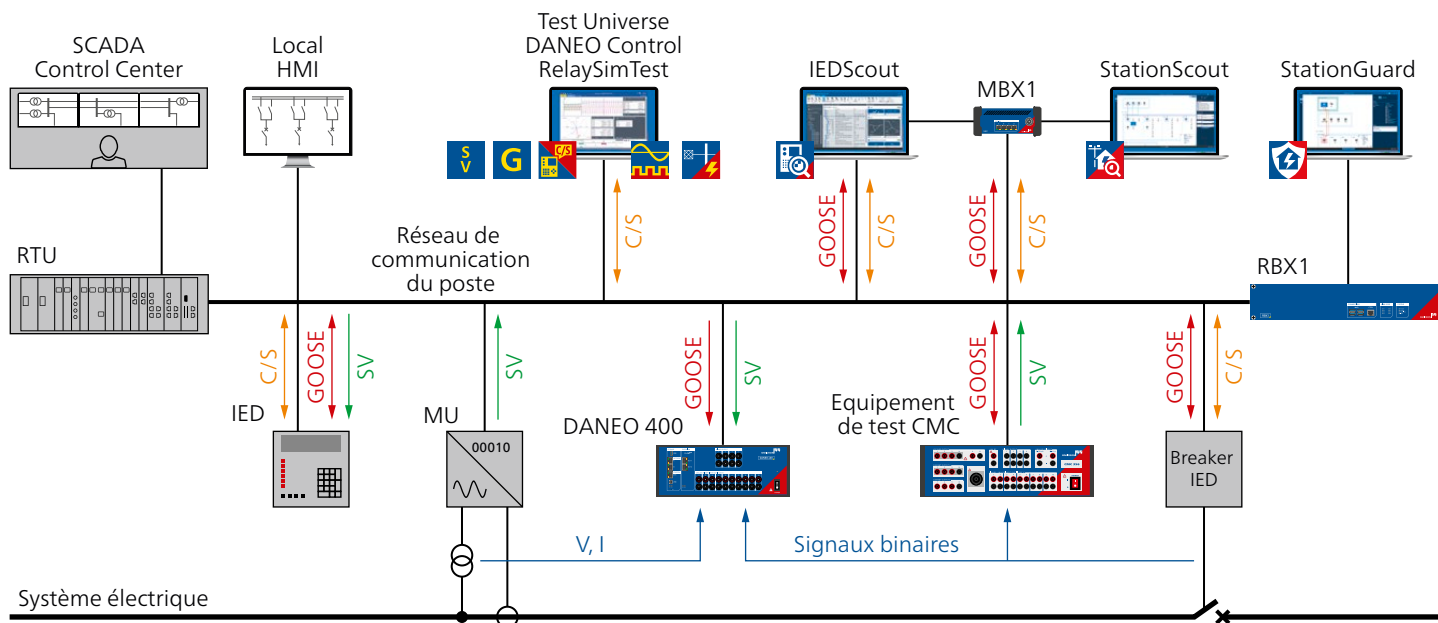 SCADA
Control Center
Local
HMI
Test Universe
DANEO Control
RelaySimTest
IEDScout
MBX1
StationScout
StationGuard
S
V
G
C/S
GOOSE
C/S
GOOSE
C/S
C/S
RTU
Réseau de
communication
du poste
RBX1
C/S
GOOSE
SV
SV
GOOSE
SV
GOOSE
SV
GOOSE
C/S
IED
MU
00010
DANEO 400
Equipement
de test CMC
Breaker
IED
V, I
Signaux binaires
Système électrique